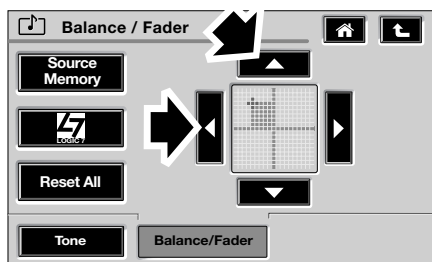 Balance / Fader
Source
Memory
LOGIC 7
Reset All
Tone
Balance/Fader